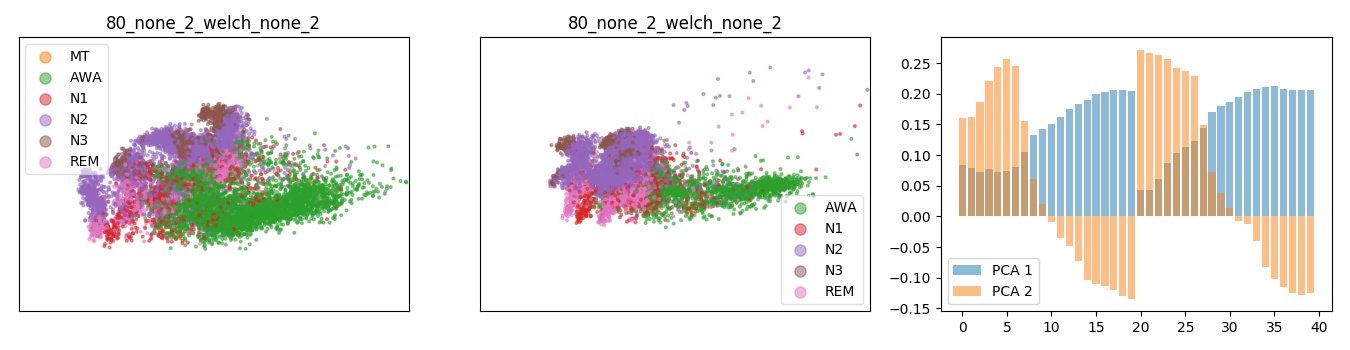 80_none_2_welch_none_2
MT
AWA
N1
N2
N3
REM
80_none_2_welch_none_2
AWA
N1
N2
N3
REM
0.25
0.20
0.15
0.10
0.05
0.00
−0.05
−0.10
−0.15
PCA 1
PCA 2
0 5 10 15 20 25 30 35 40